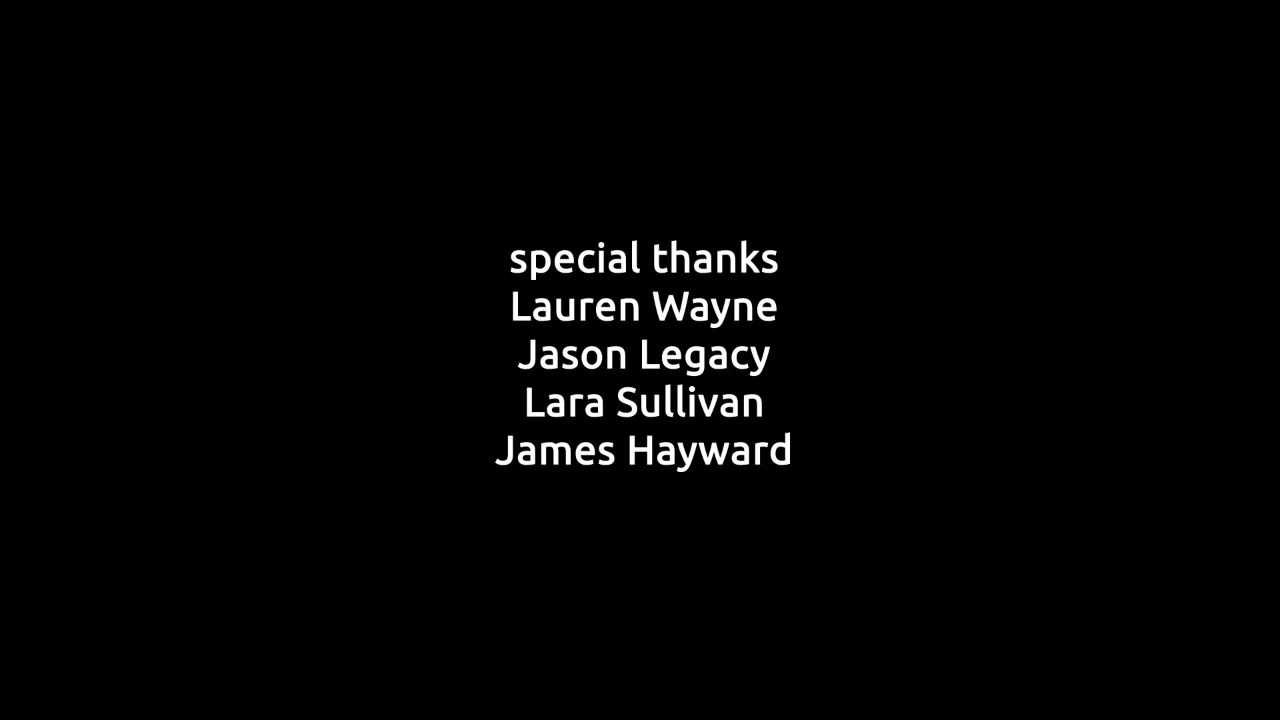 special thanks
Lauren Wayne
Jason Legacy
Lara Sullivan
James Hayward